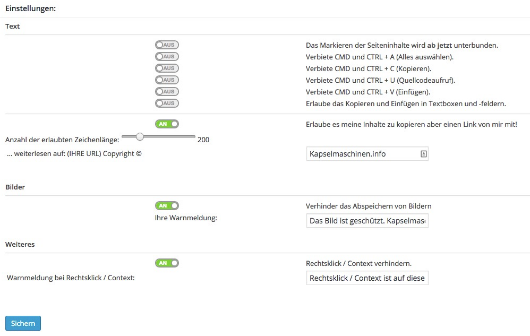 Einstellungen:
Text
AUS Das Markieren der Seiteninhalte wird ab jetzt unterbunden.
AUS Verbiete CMD und CTRL + A (Alles auswählen).
AUS Verbiete CMD und CTRL + C (Kopieren).
AUS Verbiete CMD und CTRL + U (Quellcodeaufruf).
AUS Verbiete CMD und CTRL + V (Einfügen).
AUS Erlaube das Kopieren und Einfügen in Textboxen und -feldern.
AN Erlaube es meine Inhalte zu kopieren aber einen Link von mir mit!
Anzahl der erlaubten Zeichenlänge: 200
... weiterlesen auf: (IHRE URL) Copyright © Kapselmaschinen.info
Bilder
AN Verhinder das Abspeichern von Bildern
Ihre Warnmeldung: Das Bild ist geschützt. Kapselmas
Weiteres
AN Rechtsklick / Context verhindern.
Warnmeldung bei Rechtsklick / Context: Rechtsklick / Context ist auf diese
Sichern